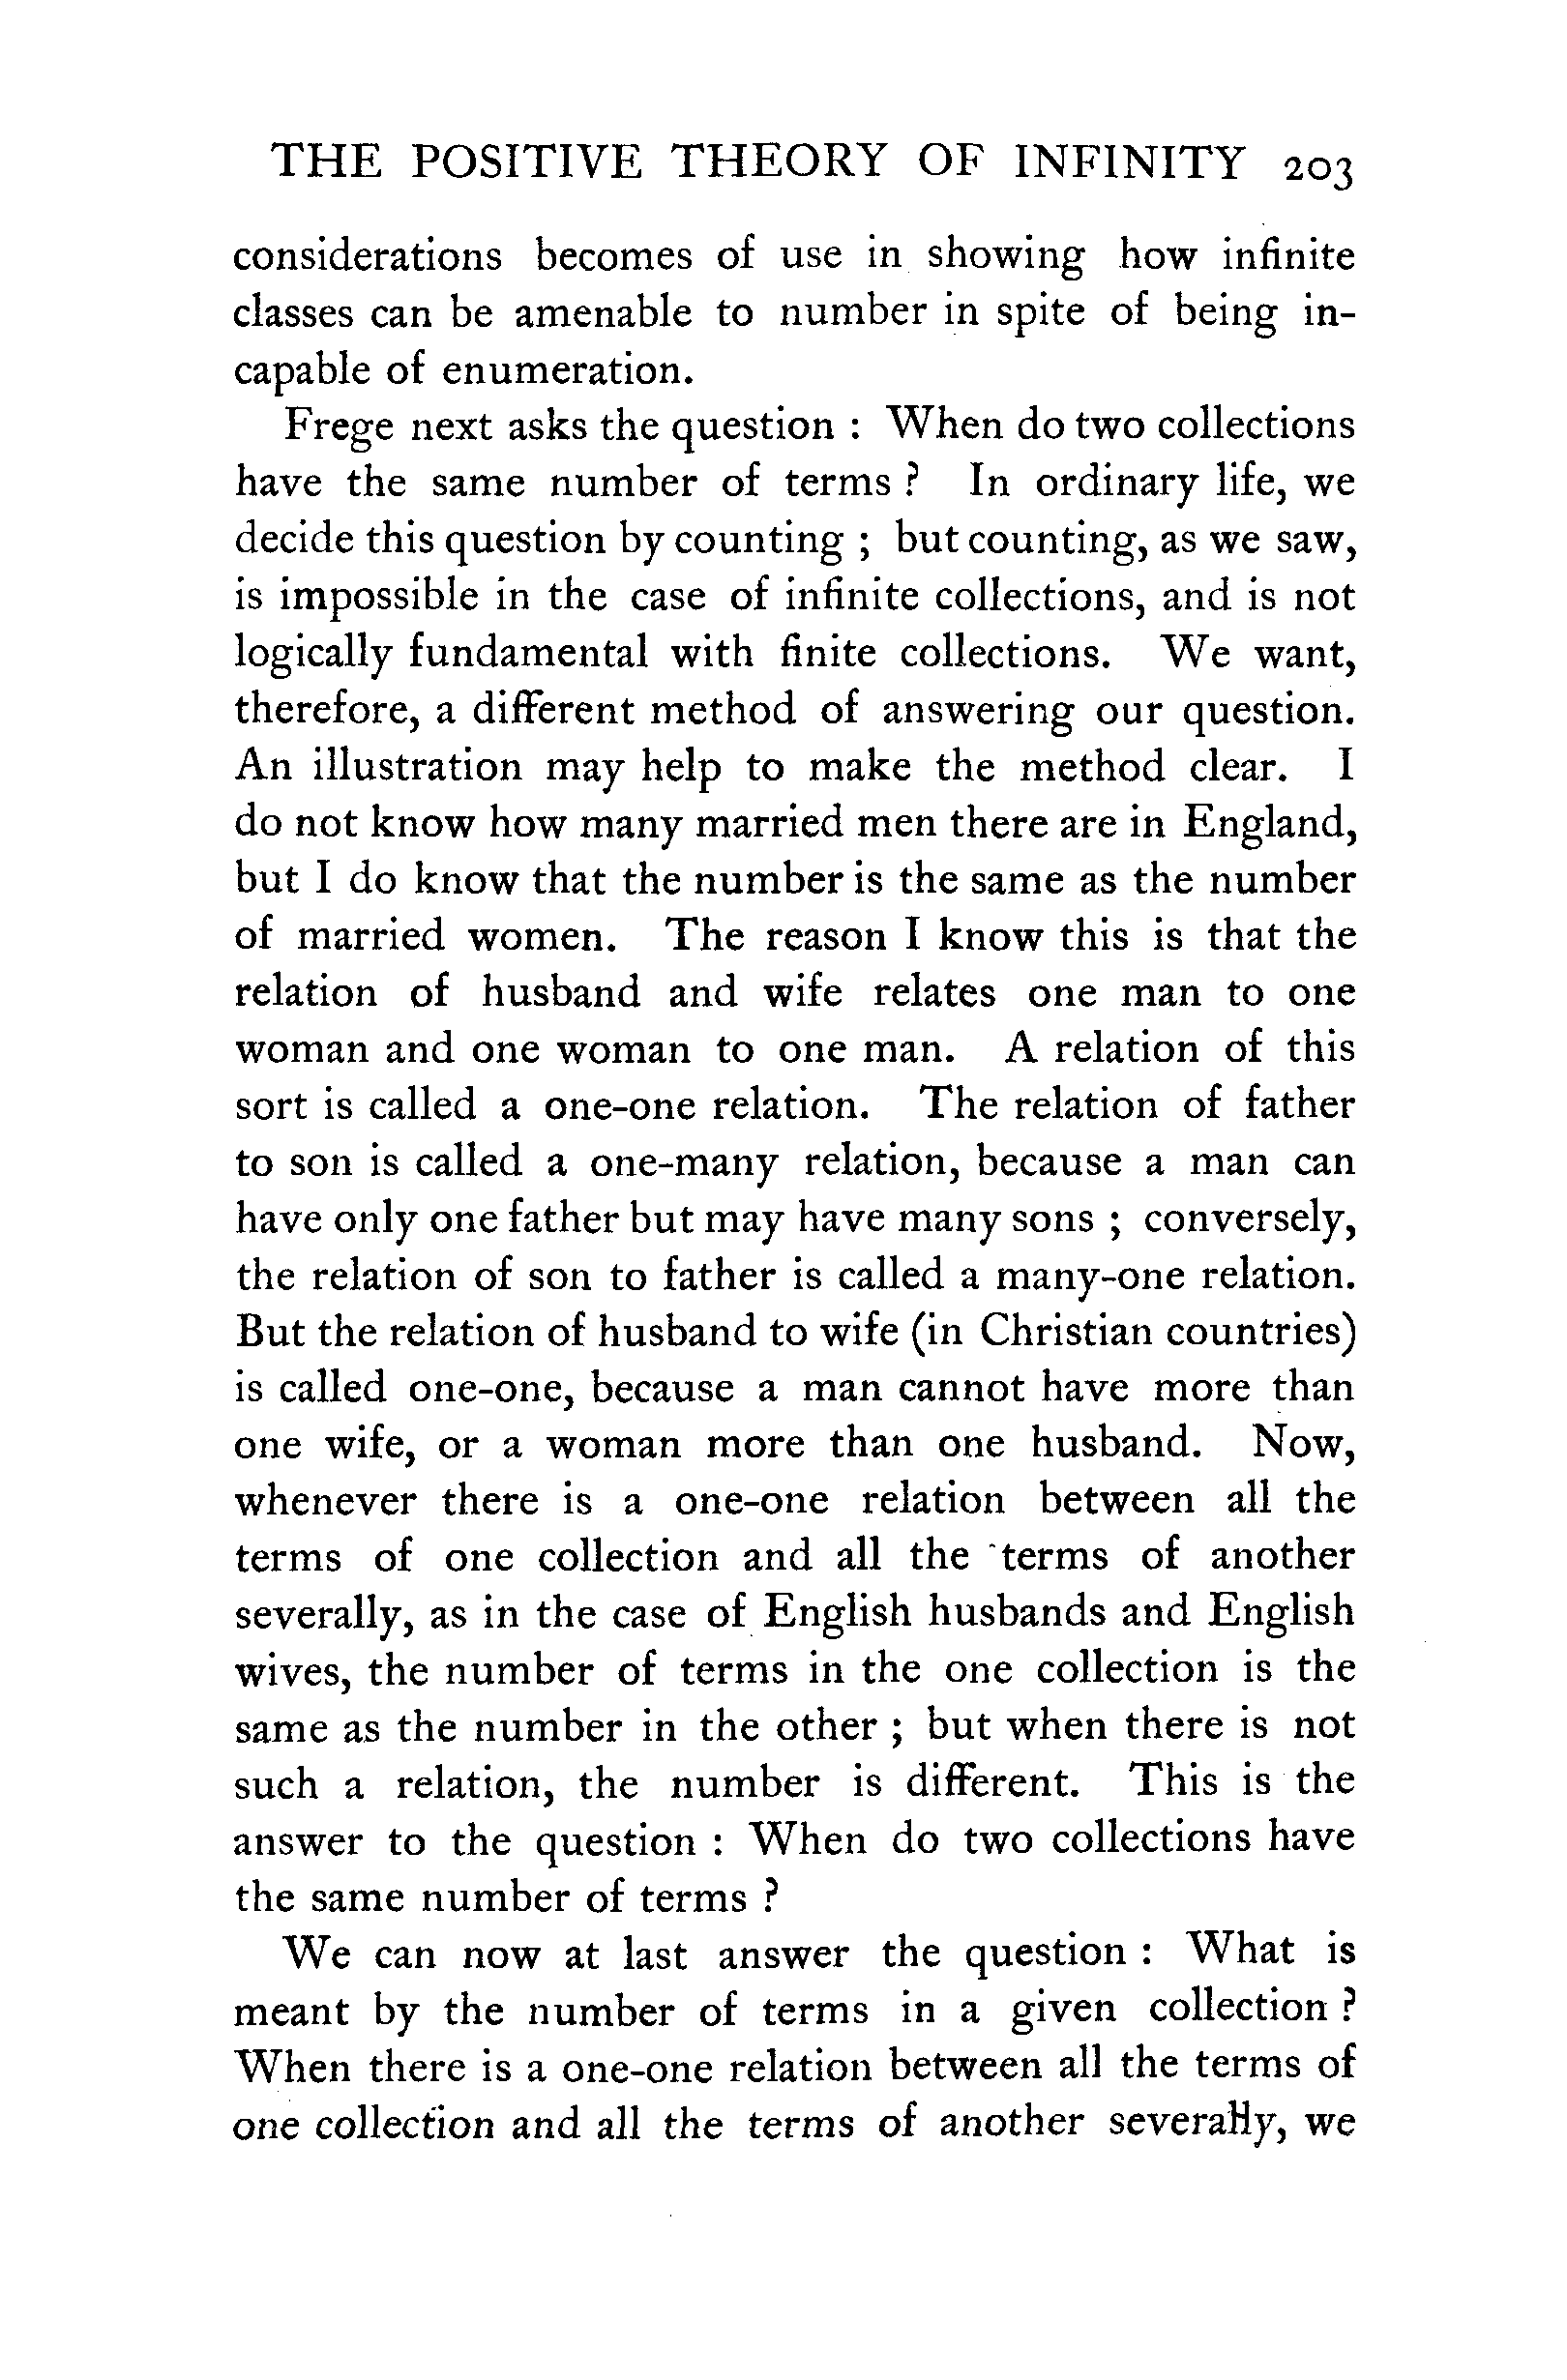 THE POSITIVE THEORY OF INFINITY 203
considerations becomes of use in showing how infinite
classes can be amenable to number in spite of being in-
capable of enumeration.
Frege next asks the question : When do two collections
have the same number of terms ? In ordinary life, we
decide this question by counting ; but counting, as we saw,
is impossible in the case of infinite collections, and is not
logically fundamental with finite collections. We want,
therefore, a different method of answering our question.
An illustration may help to make the method clear. I
do not know how many married men there are in England,
but I do know that the number is the same as the number
of married women. The reason I know this is that the
relation of husband and wife relates one man to one
woman and one woman to one man. A relation of this
sort is called a one-one relation. The relation of father
to son is called a one-many relation, because a man can
have only one father but may have many sons ; conversely,
the relation of son to father is called a many-one relation.
But the relation of husband to wife (in Christian countries)
is called one-one, because a man cannot have more than
one wife, or a woman more than one husband. Now,
whenever there is a one-one relation between all the
terms of one collection and all the terms of another
severally, as in the case of English husbands and English
wives, the number of terms in the one collection is the
same as the number in the other ; but when there is not
such a relation, the number is different. This is the
answer to the question : When do two collections have
the same number of terms ?
We can now at last answer the question : What is
meant by the number of terms in a given collection ?
When there is a one-one relation between all the terms of
one collection and all the terms of another severally, we